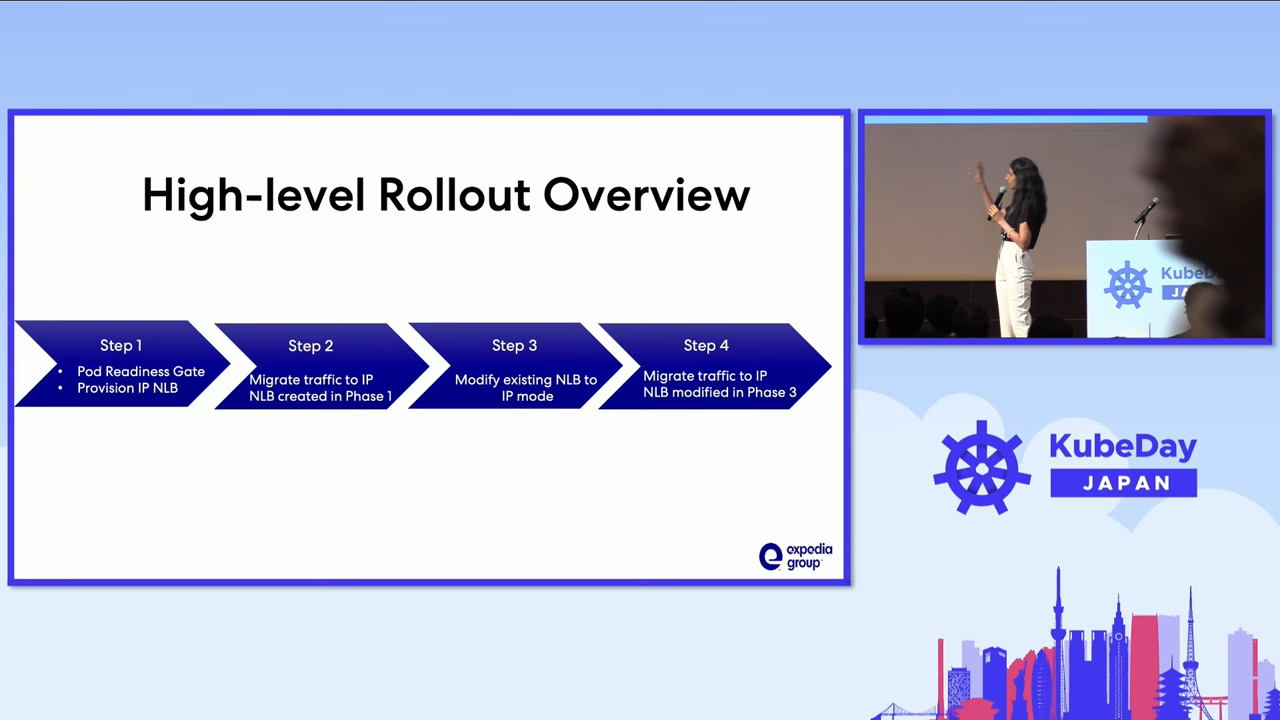 High-level Rollout Overview
Step 1
• Pod Readiness Gate
• Provision IP NLB
Step 2
Migrate traffic to IP
NLB created in Phase 1
Step 3
Modify existing NLB to
IP mode
Step 4
Migrate traffic to IP
NLB modified in Phase 3
expedia
group
KubeDay
JAPAN